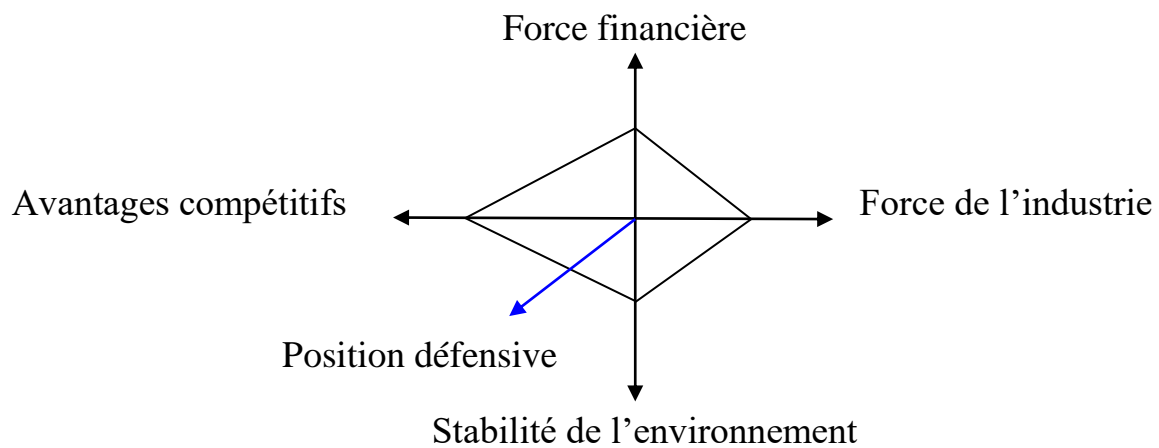 Force financière
Avantages compétitifs
Force de l’industrie
Position défensive
Stabilité de l’environnement